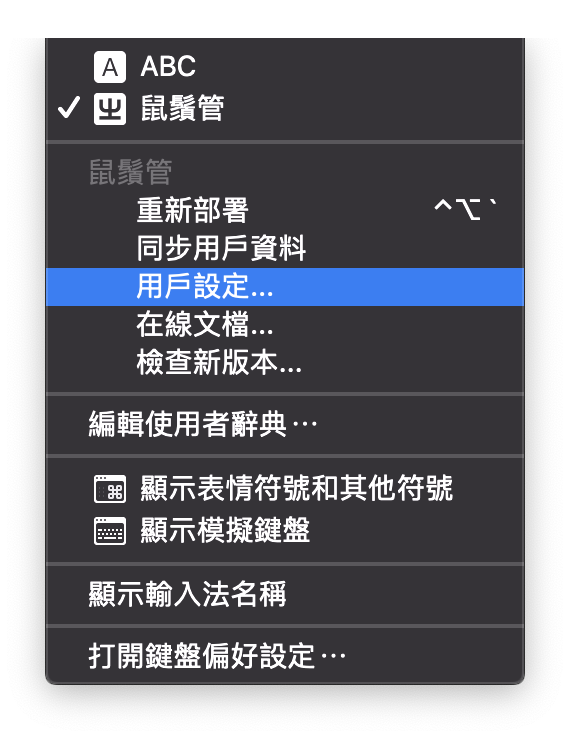 A ABC
✓ 㞢 鼠鬚管
鼠鬚管
重新部署 ⌃⌥`
同步用戶資料
用戶設定...
在線文檔...
檢查新版本...
編輯使用者辭典⋯
⌘ 顯示表情符號和其他符號
顯示模擬鍵盤
顯示輸入法名稱
打開鍵盤偏好設定⋯